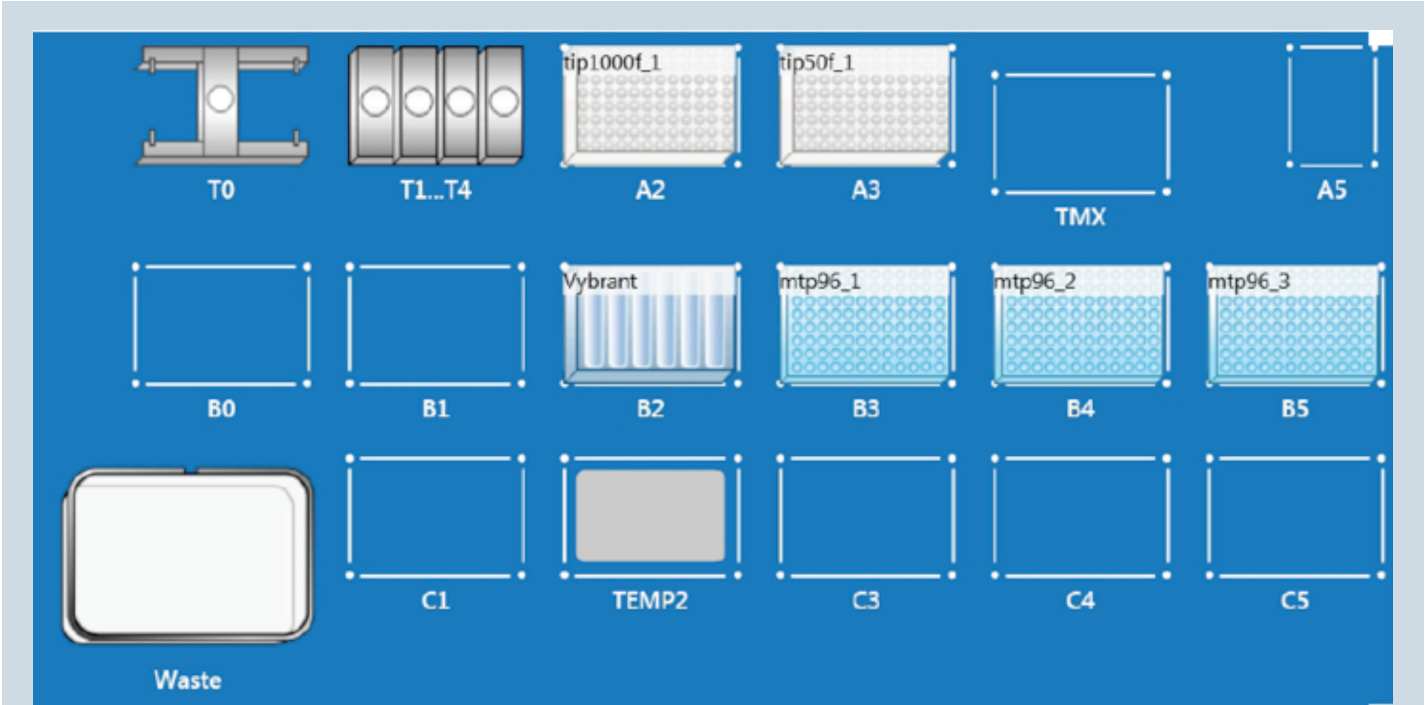 tip1000f_1
tip50f_1
T0
T1...T4
A2
A3
TMX
A5
Vybrant
mtp96_1
mtp96_2
mtp96_3
B0
B1
B2
B3
B4
B5
C1
TEMP2
C3
C4
C5
Waste